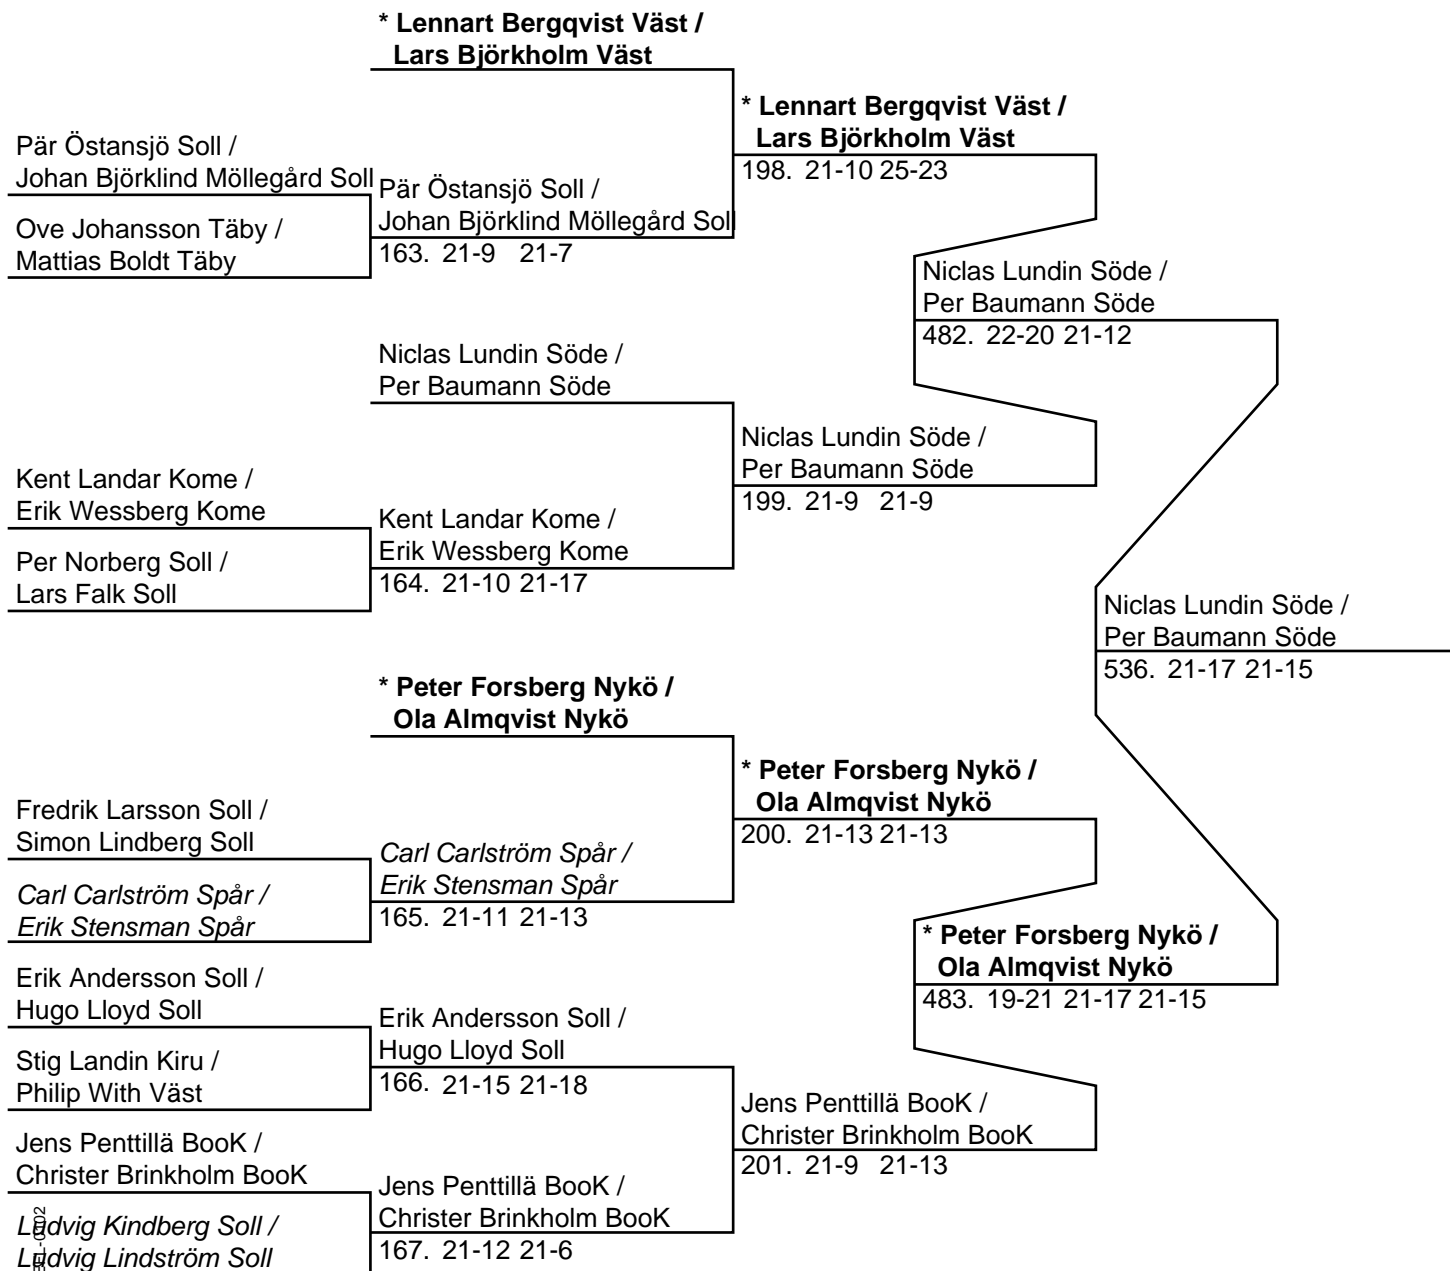 * Lennart Bergqvist Väst /
Lars Björkholm Väst
* Lennart Bergqvist Väst /
Lars Björkholm Väst
198. 21-10 25-23
Pär Östansjö Soll /
Johan Björklind Möllegård Soll
Pär Östansjö Soll /
Johan Björklind Möllegård Soll
163. 21-9 21-7
Ove Johansson Täby /
Mattias Boldt Täby
Niclas Lundin Söde /
Per Baumann Söde
482. 22-20 21-12
Niclas Lundin Söde /
Per Baumann Söde
Niclas Lundin Söde /
Per Baumann Söde
199. 21-9 21-9
Kent Landar Kome /
Erik Wessberg Kome
Kent Landar Kome /
Erik Wessberg Kome
164. 21-10 21-17
Per Norberg Soll /
Lars Falk Soll
Niclas Lundin Söde /
Per Baumann Söde
536. 21-17 21-15
* Peter Forsberg Nykö /
Ola Almqvist Nykö
* Peter Forsberg Nykö /
Ola Almqvist Nykö
200. 21-13 21-13
Fredrik Larsson Soll /
Simon Lindberg Soll
Carl Carlström Spår /
Erik Stensman Spår
165. 21-11 21-13
Carl Carlström Spår /
Erik Stensman Spår
* Peter Forsberg Nykö /
Ola Almqvist Nykö
483. 19-21 21-17 21-15
Erik Andersson Soll /
Hugo Lloyd Soll
Erik Andersson Soll /
Hugo Lloyd Soll
166. 21-15 21-18
Stig Landin Kiru /
Philip With Väst
Jens Penttillä BooK /
Christer Brinkholm BooK
201. 21-9 21-13
Jens Penttillä BooK /
Christer Brinkholm BooK
Jens Penttillä BooK /
Christer Brinkholm BooK
167. 21-12 21-6
Ludvig Kindberg Soll /
Ludvig Lindström Soll